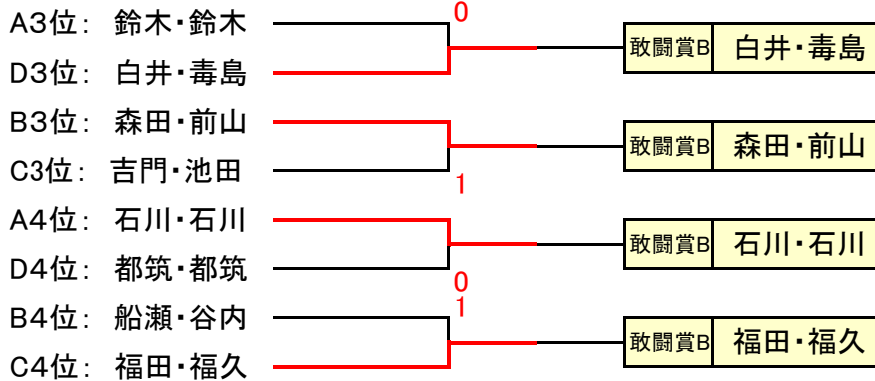 A3位： 鈴木・鈴木
0
敢闘賞B 白井・毒島
D3位： 白井・毒島
B3位： 森田・前山
敢闘賞B 森田・前山
C3位： 吉門・池田
1
A4位： 石川・石川
敢闘賞B 石川・石川
D4位： 都筑・都筑
0
B4位： 船瀬・谷内
1
敢闘賞B 福田・福久
C4位： 福田・福久